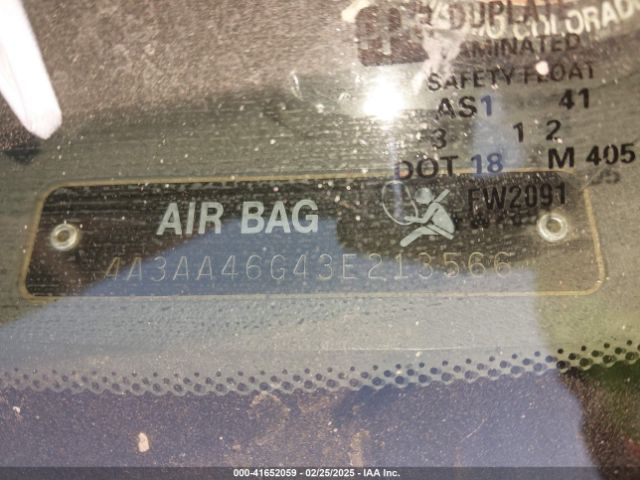 DUPLATE
COLORADO
LAMINATED
SAFETY FLOAT
AS1 41
3 1 2
DOT 18 M 405
FW2091
AIR BAG
4A3AA46G43E213566
000-41652059 - 02/25/2025 - IAA Inc.